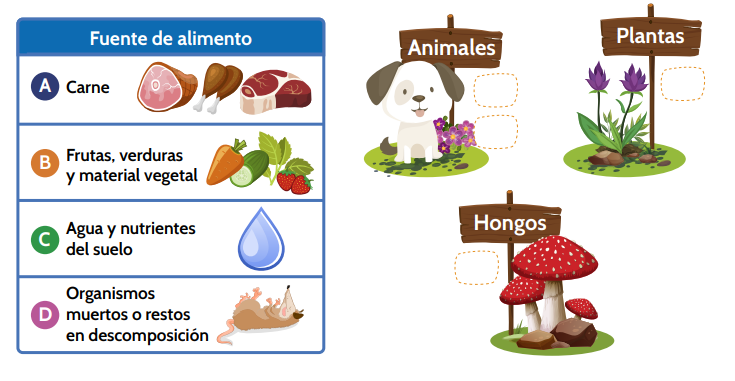 Fuente de alimento
A Carne
B Frutas, verduras
y material vegetal
C Agua y nutrientes
del suelo
D Organismos
muertos o restos
en descomposición
Animales
Plantas
Hongos